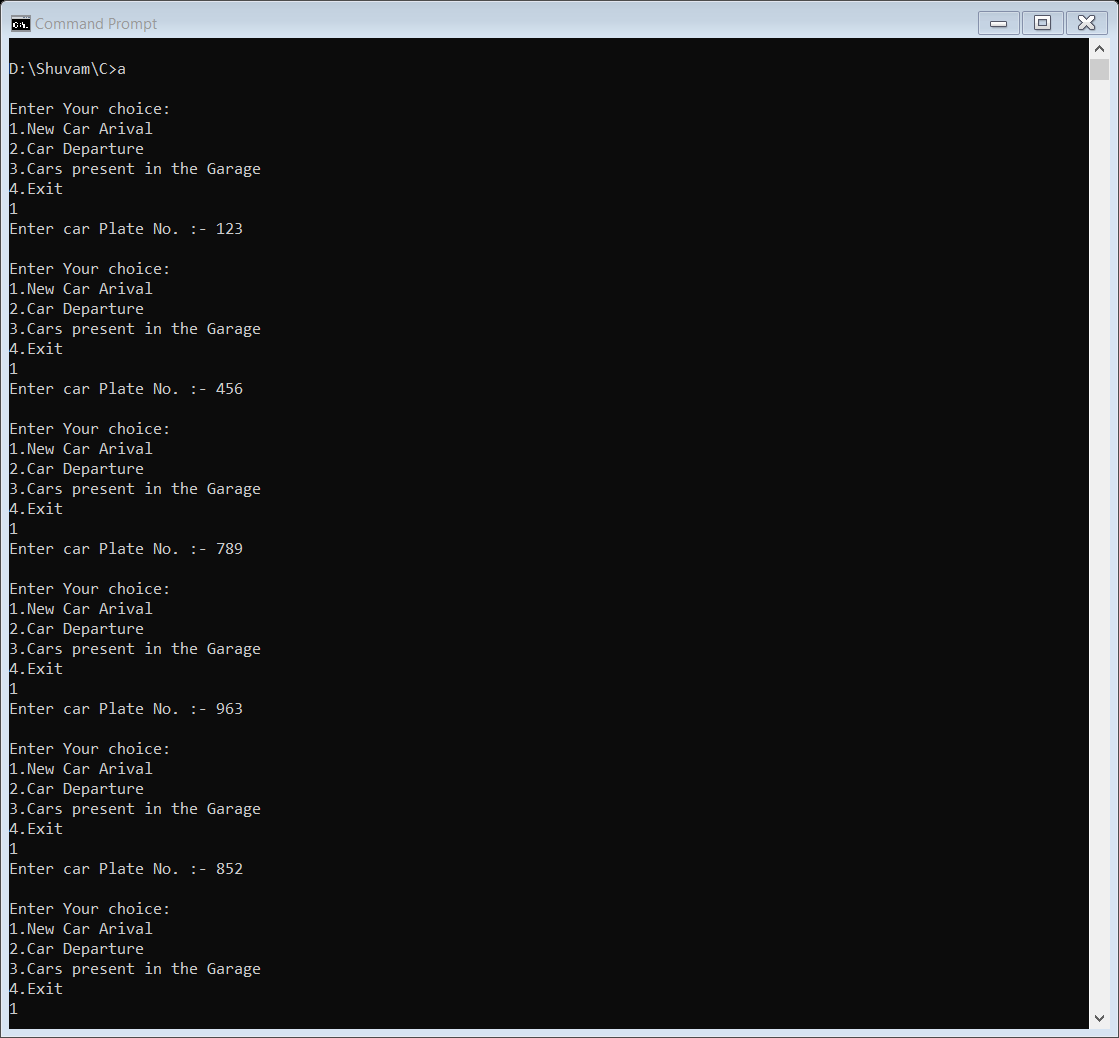 Command Prompt
D:\Shuvam\C>a
Enter Your choice:
1.New Car Arival
2.Car Departure
3.Cars present in the Garage
4.Exit
1
Enter car Plate No. :- 123
Enter Your choice:
1.New Car Arival
2.Car Departure
3.Cars present in the Garage
4.Exit
1
Enter car Plate No. :- 456
Enter Your choice:
1.New Car Arival
2.Car Departure
3.Cars present in the Garage
4.Exit
1
Enter car Plate No. :- 789
Enter Your choice:
1.New Car Arival
2.Car Departure
3.Cars present in the Garage
4.Exit
1
Enter car Plate No. :- 963
Enter Your choice:
1.New Car Arival
2.Car Departure
3.Cars present in the Garage
4.Exit
1
Enter car Plate No. :- 852
Enter Your choice:
1.New Car Arival
2.Car Departure
3.Cars present in the Garage
4.Exit
1